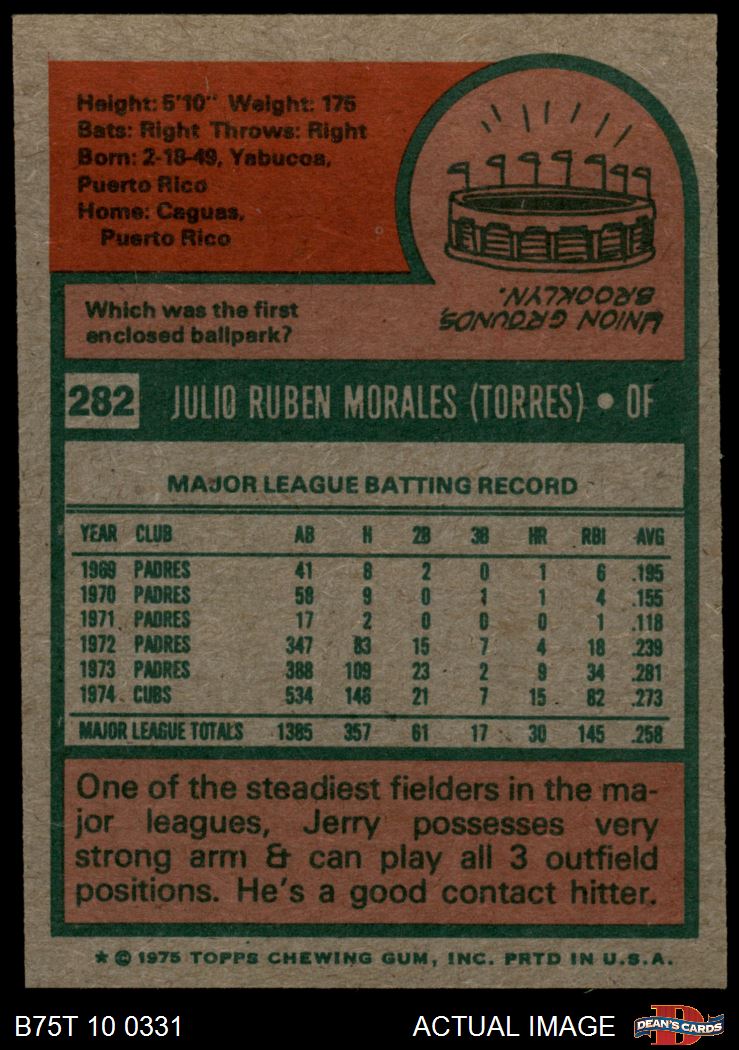 Height: 5'10" Weight: 175
Bats: Right Throws: Right
Born: 2-18-49, Yabucoa,
Puerto Rico
Home: Caguas,
Puerto Rico
Which was the first
enclosed ballpark?
UNION GROUNDS,
BROOKLYN.
282 JULIO RUBEN MORALES (TORRES) • OF
MAJOR LEAGUE BATTING RECORD
YEAR CLUB AB H 2B 3B HR RBI AVG
1969 PADRES 41 8 2 0 1 6 .195
1970 PADRES 58 9 0 1 1 4 .155
1971 PADRES 17 2 0 0 0 1 .118
1972 PADRES 347 83 15 7 4 18 .239
1973 PADRES 388 109 23 2 9 34 .281
1974 CUBS 534 146 21 7 15 82 .273
MAJOR LEAGUE TOTALS 1385 357 61 17 30 145 .258
One of the steadiest fielders in the ma-
jor leagues, Jerry possesses very
strong arm & can play all 3 outfield
positions. He's a good contact hitter.
★ © 1975 TOPPS CHEWING GUM, INC. PRTD IN U.S.A.
B75T 10 0331 ACTUAL IMAGE D DEAN'S CARDS